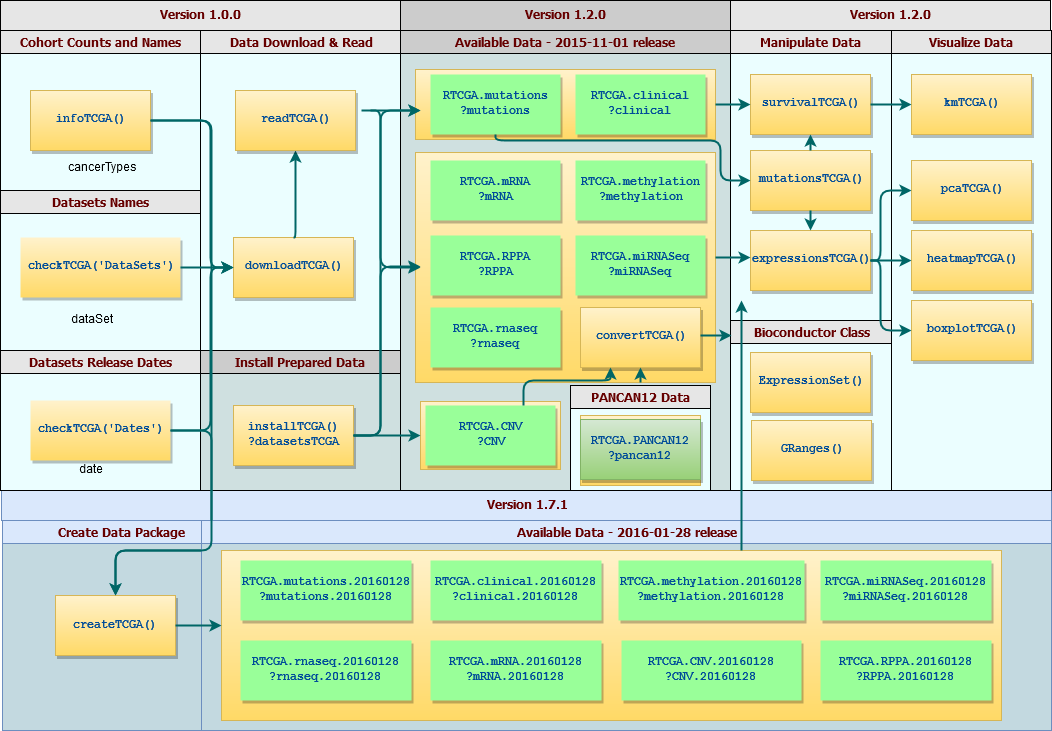 Version 1.0.0
Version 1.2.0
Version 1.2.0
Cohort Counts and Names
Data Download & Read
Available Data - 2015-11-01 release
Manipulate Data
Visualize Data
infoTCGA()
cancerTypes
Datasets Names
checkTCGA('DataSets')
dataSet
Datasets Release Dates
checkTCGA('Dates')
date
readTCGA()
downloadTCGA()
Install Prepared Data
installTCGA()
?datasetsTCGA
RTCGA.mutations
?mutations
RTCGA.clinical
?clinical
RTCGA.mRNA
?mRNA
RTCGA.methylation
?methylation
RTCGA.RPPA
?RPPA
RTCGA.miRNASeq
?miRNASeq
RTCGA.rnaseq
?rnaseq
convertTCGA()
RTCGA.CNV
?CNV
PANCAN12 Data
RTCGA.PANCAN12
?pancan12
survivalTCGA()
mutationsTCGA()
expressionsTCGA()
Bioconductor Class
ExpressionSet()
GRanges()
kmTCGA()
pcaTCGA()
heatmapTCGA()
boxplotTCGA()
Version 1.7.1
Create Data Package
Available Data - 2016-01-28 release
createTCGA()
RTCGA.mutations.20160128
?mutations.20160128
RTCGA.clinical.20160128
?clinical.20160128
RTCGA.methylation.20160128
?methylation.20160128
RTCGA.miRNASeq.20160128
?miRNASeq.20160128
RTCGA.rnaseq.20160128
?rnaseq.20160128
RTCGA.mRNA.20160128
?mRNA.20160128
RTCGA.CNV.20160128
?CNV.20160128
RTCGA.RPPA.20160128
?RPPA.20160128